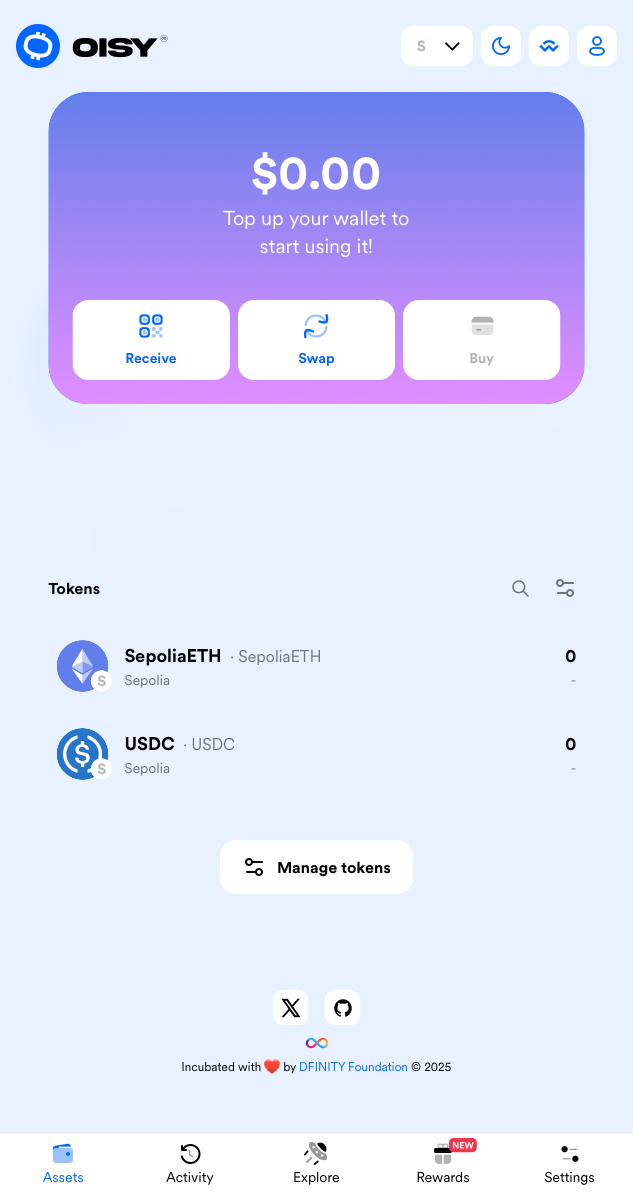 OISY
S
$0.00
Top up your wallet to
start using it!
Receive
Swap
Buy
Tokens
SepoliaETH · SepoliaETH
0
S
Sepolia
-
USDC · USDC
0
$
S
Sepolia
-
Manage tokens
Incubated with ❤️ by DFINITY Foundation © 2025
NEW
Assets
Activity
Explore
Rewards
Settings